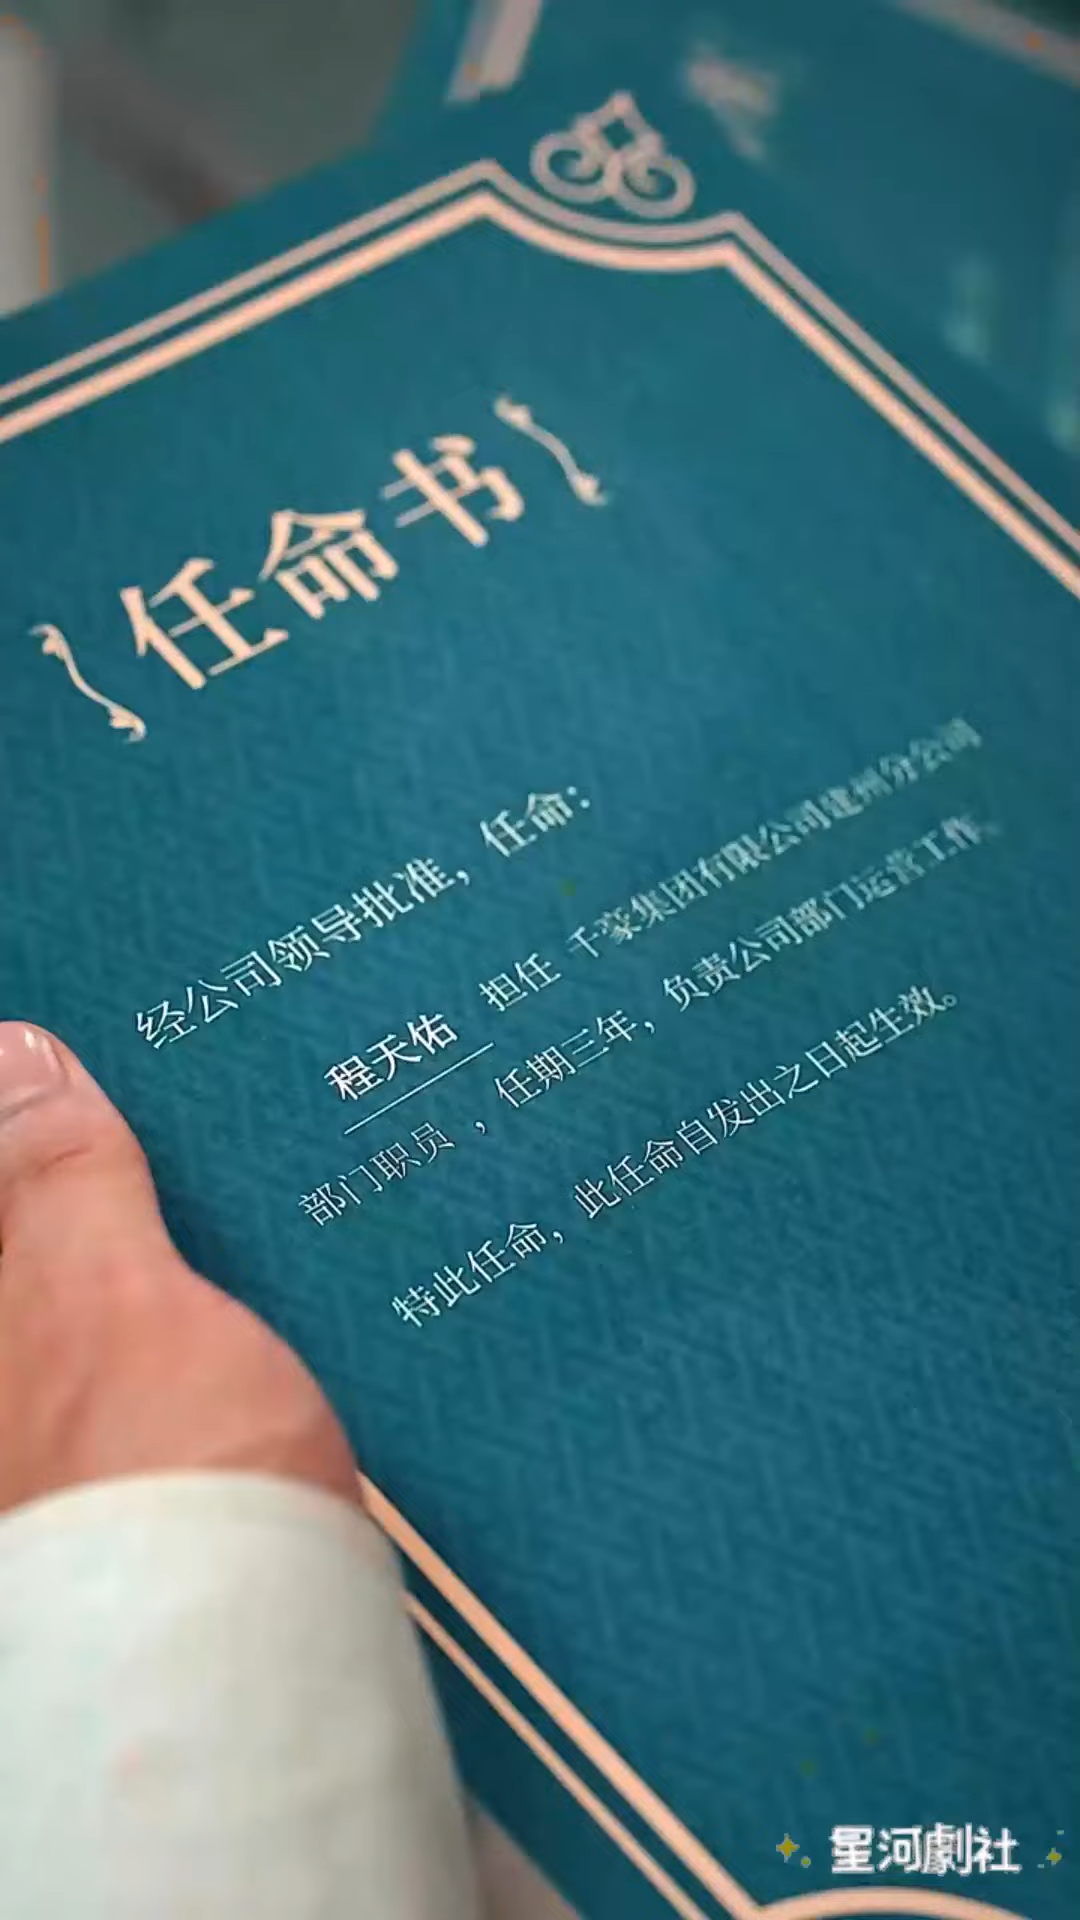 任命书
经公司领导批准，任命：
程天佑 担任 千豪集团有限公司建州分公司
部门职员 ，任期三年，负责公司部门运营工作。
特此任命，此任命自发出之日起生效。
星河劇社